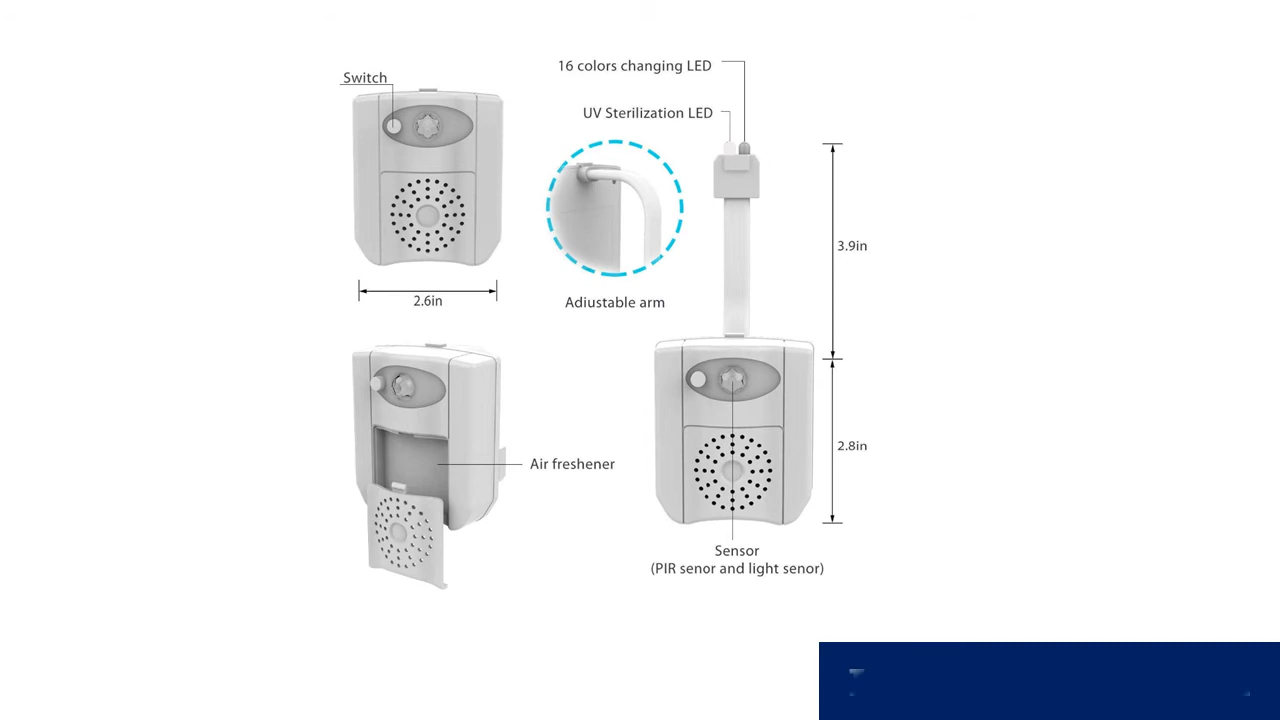 Switch
16 colors changing LED
UV Sterilization LED
3.9in
2.6in
Adiustable arm
2.8in
Air freshener
Sensor
(PIR senor and light senor)